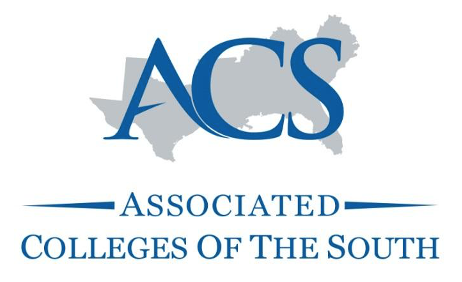 ACS
ASSOCIATED
COLLEGES OF THE SOUTH